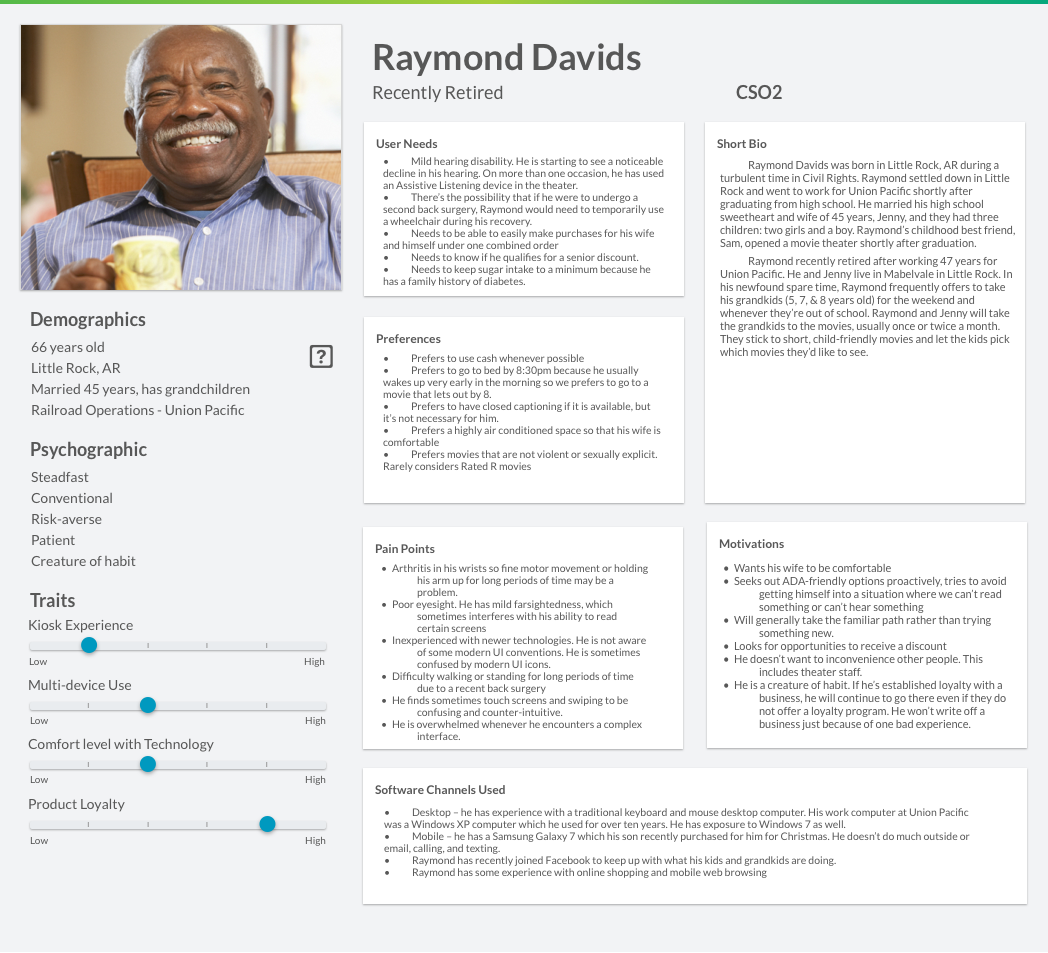 Raymond Davids
Recently Retired
CSO2
Demographics
66 years old
Little Rock, AR
Married 45 years, has grandchildren
Railroad Operations - Union Pacific
?
Psychographic
Steadfast
Conventional
Risk-averse
Patient
Creature of habit
Traits
Kiosk Experience
Low High
Multi-device Use
Low High
Comfort level with Technology
Low High
Product Loyalty
Low High
User Needs
• Mild hearing disability. He is starting to see a noticeable
decline in his hearing. On more than one occasion, he has used
an Assistive Listening device in the theater.
• There's the possibility that if he were to undergo a
second back surgery, Raymond would need to temporarily use
a wheelchair during his recovery.
• Needs to be able to easily make purchases for his wife
and himself under one combined order
• Needs to know if he qualifies for a senior discount.
• Needs to keep sugar intake to a minimum because he
has a family history of diabetes.
Short Bio
Raymond Davids was born in Little Rock, AR during a
turbulent time in Civil Rights. Raymond settled down in Little
Rock and went to work for Union Pacific shortly after
graduating from high school. He married his high school
sweetheart and wife of 45 years, Jenny, and they had three
children: two girls and a boy. Raymond's childhood best friend,
Sam, opened a movie theater shortly after graduation.
Raymond recently retired after working 47 years for
Union Pacific. He and Jenny live in Mabelvale in Little Rock. In
his newfound spare time, Raymond frequently offers to take
his grandkids (5, 7, & 8 years old) for the weekend and
whenever they're out of school. Raymond and Jenny will take
the grandkids to the movies, usually once or twice a month.
They stick to short, child-friendly movies and let the kids pick
which movies they'd like to see.
Preferences
• Prefers to use cash whenever possible
• Prefers to go to bed by 8:30pm because he usually
wakes up very early in the morning so we prefers to go to a
movie that lets out by 8.
• Prefers to have closed captioning if it is available, but
it's not necessary for him.
• Prefers a highly air conditioned space so that his wife is
comfortable
• Prefers movies that are not violent or sexually explicit.
Rarely considers Rated R movies
Pain Points
• Arthritis in his wrists so fine motor movement or holding
his arm up for long periods of time may be a
problem.
• Poor eyesight. He has mild farsightedness, which
sometimes interferes with his ability to read
certain screens
• Inexperienced with newer technologies. He is not aware
of some modern UI conventions. He is sometimes
confused by modern UI icons.
• Difficulty walking or standing for long periods of time
due to a recent back surgery
• He finds sometimes touch screens and swiping to be
confusing and counter-intuitive.
• He is overwhelmed whenever he encounters a complex
interface.
Motivations
• Wants his wife to be comfortable
• Seeks out ADA-friendly options proactively, tries to avoid
getting himself into a situation where we can't read
something or can't hear something
• Will generally take the familiar path rather than trying
something new.
• Looks for opportunities to receive a discount
• He doesn't want to inconvenience other people. This
includes theater staff.
• He is a creature of habit. If he's established loyalty with a
business, he will continue to go there even if they do
not offer a loyalty program. He won't write off a
business just because of one bad experience.
Software Channels Used
• Desktop – he has experience with a traditional keyboard and mouse desktop computer. His work computer at Union Pacific
was a Windows XP computer which he used for over ten years. He has exposure to Windows 7 as well.
• Mobile – he has a Samsung Galaxy 7 which his son recently purchased for him for Christmas. He doesn't do much outside or
email, calling, and texting.
• Raymond has recently joined Facebook to keep up with what his kids and grandkids are doing.
• Raymond has some experience with online shopping and mobile web browsing